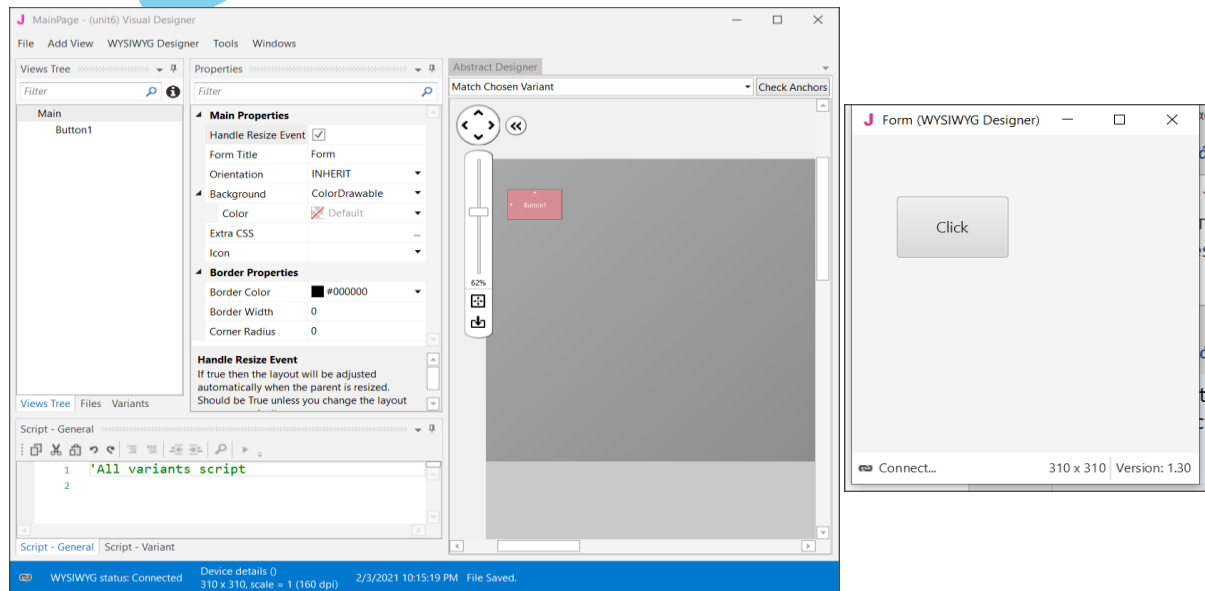 MainPage - (unit6) Visual Designer
File Add View WYSIWYG Designer Tools Windows
Views Tree
Filter
Main
Button1
Views Tree Files Variants
Properties
Filter
Main Properties
Handle Resize Event
Form Title Form
Orientation INHERIT
Background ColorDrawable
Color Default
Extra CSS ...
Icon
Border Properties
Border Color #000000
Border Width 0
Corner Radius 0
Handle Resize Event
If true then the layout will be adjusted
automatically when the parent is resized.
Should be True unless you change the layout
Abstract Designer
Match Chosen Variant Check Anchors
Button1
62%
Script - General
1 'All variants script
2
Script - General Script - Variant
WYSIWYG status: Connected
Device details ()
310 x 310, scale = 1 (160 dpi)
2/3/2021 10:15:19 PM File Saved.
Form (WYSIWYG Designer)
Click
Connect... 310 x 310 Version: 1.30